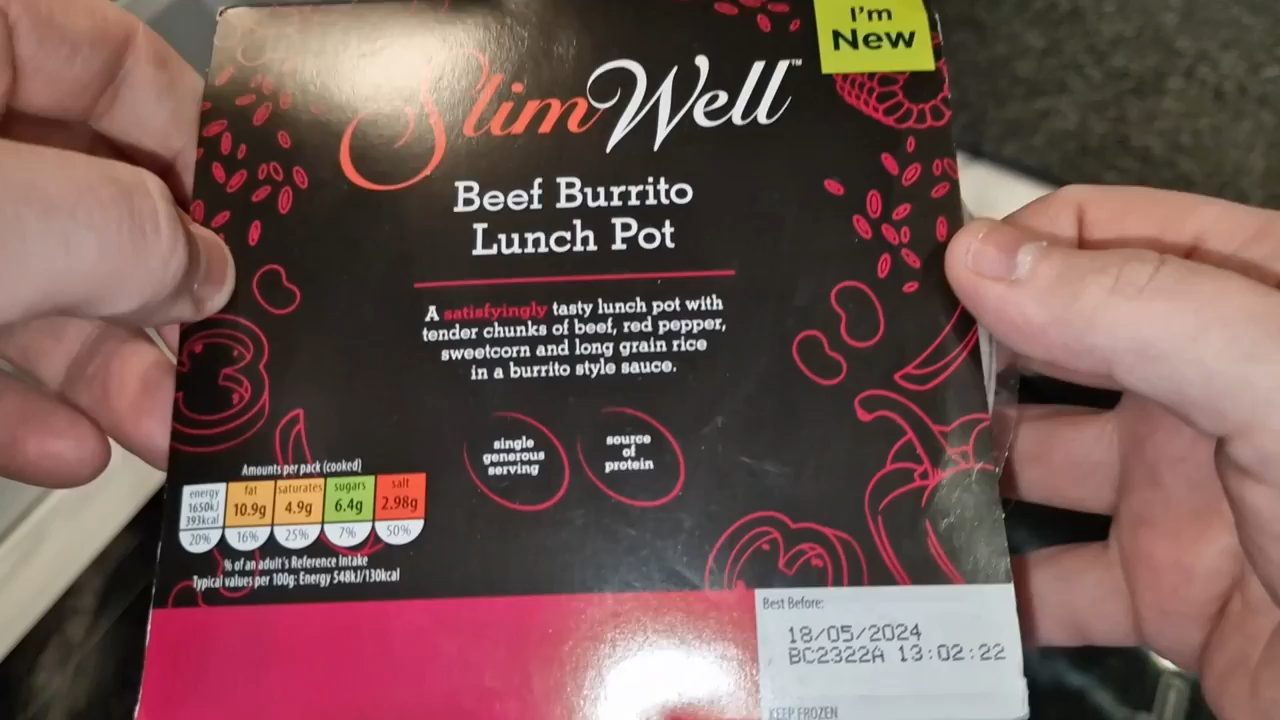 I'm
New
SlimWell™
Beef Burrito
Lunch Pot
A satisfyingly tasty lunch pot with
tender chunks of beef, red pepper,
sweetcorn and long grain rice
in a burrito style sauce.
single
generous
serving
source
of
protein
Amounts per pack (cooked)
energy
1650kJ
393kcal
20%
fat
10.9g
16%
saturates
4.9g
25%
sugars
6.4g
7%
salt
2.98g
50%
% of an adult's Reference Intake
Typical values per 100g: Energy 548kJ/130kcal
Best Before:
18/05/2024
BC2322A 13:02:22
KEEP FROZEN